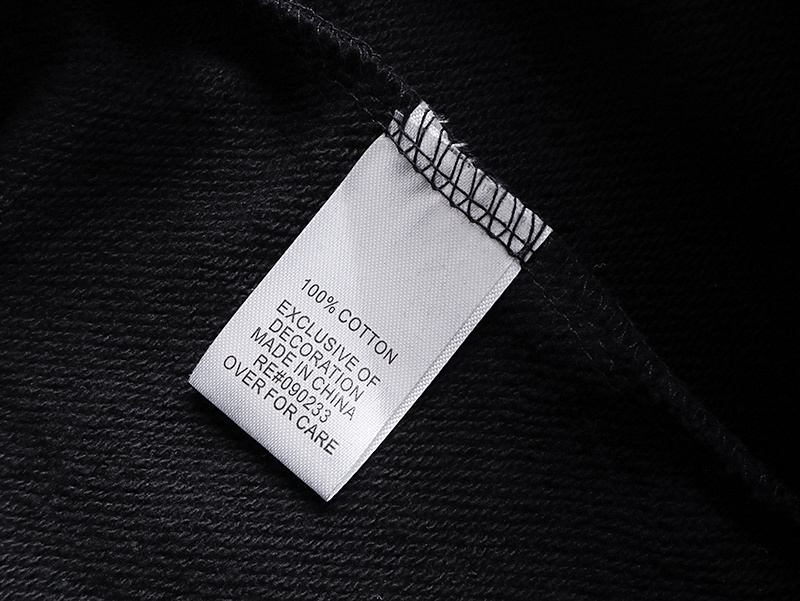 100% COTTON
EXCLUSIVE OF
DECORATION
MADE IN CHINA
RE#090233
OVER FOR CARE